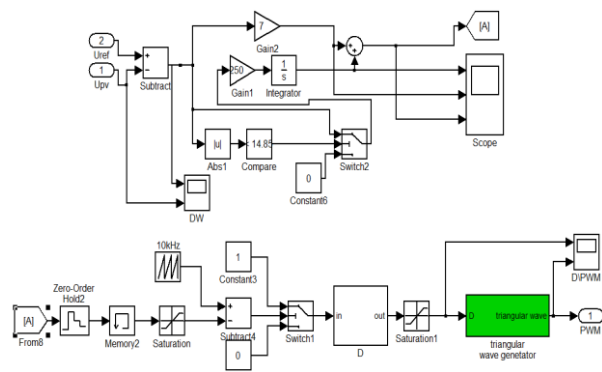 2
Uref
1
Upv
+
−
Subtract
7
Gain2
250
Gain1
1
s
Integrator
+
+
[A]
Scope
|u|
Abs1
< 14.85
Compare
Switch2
0
Constant6
DW
10kHz
1
Constant3
Zero-Order
Hold2
[A]
From8
Memory2
Saturation
+
−
Subtract4
0
Switch1
in
out
D
Saturation1
D
triangular wave
triangular
wave genetator
D\PWM
1
PWM